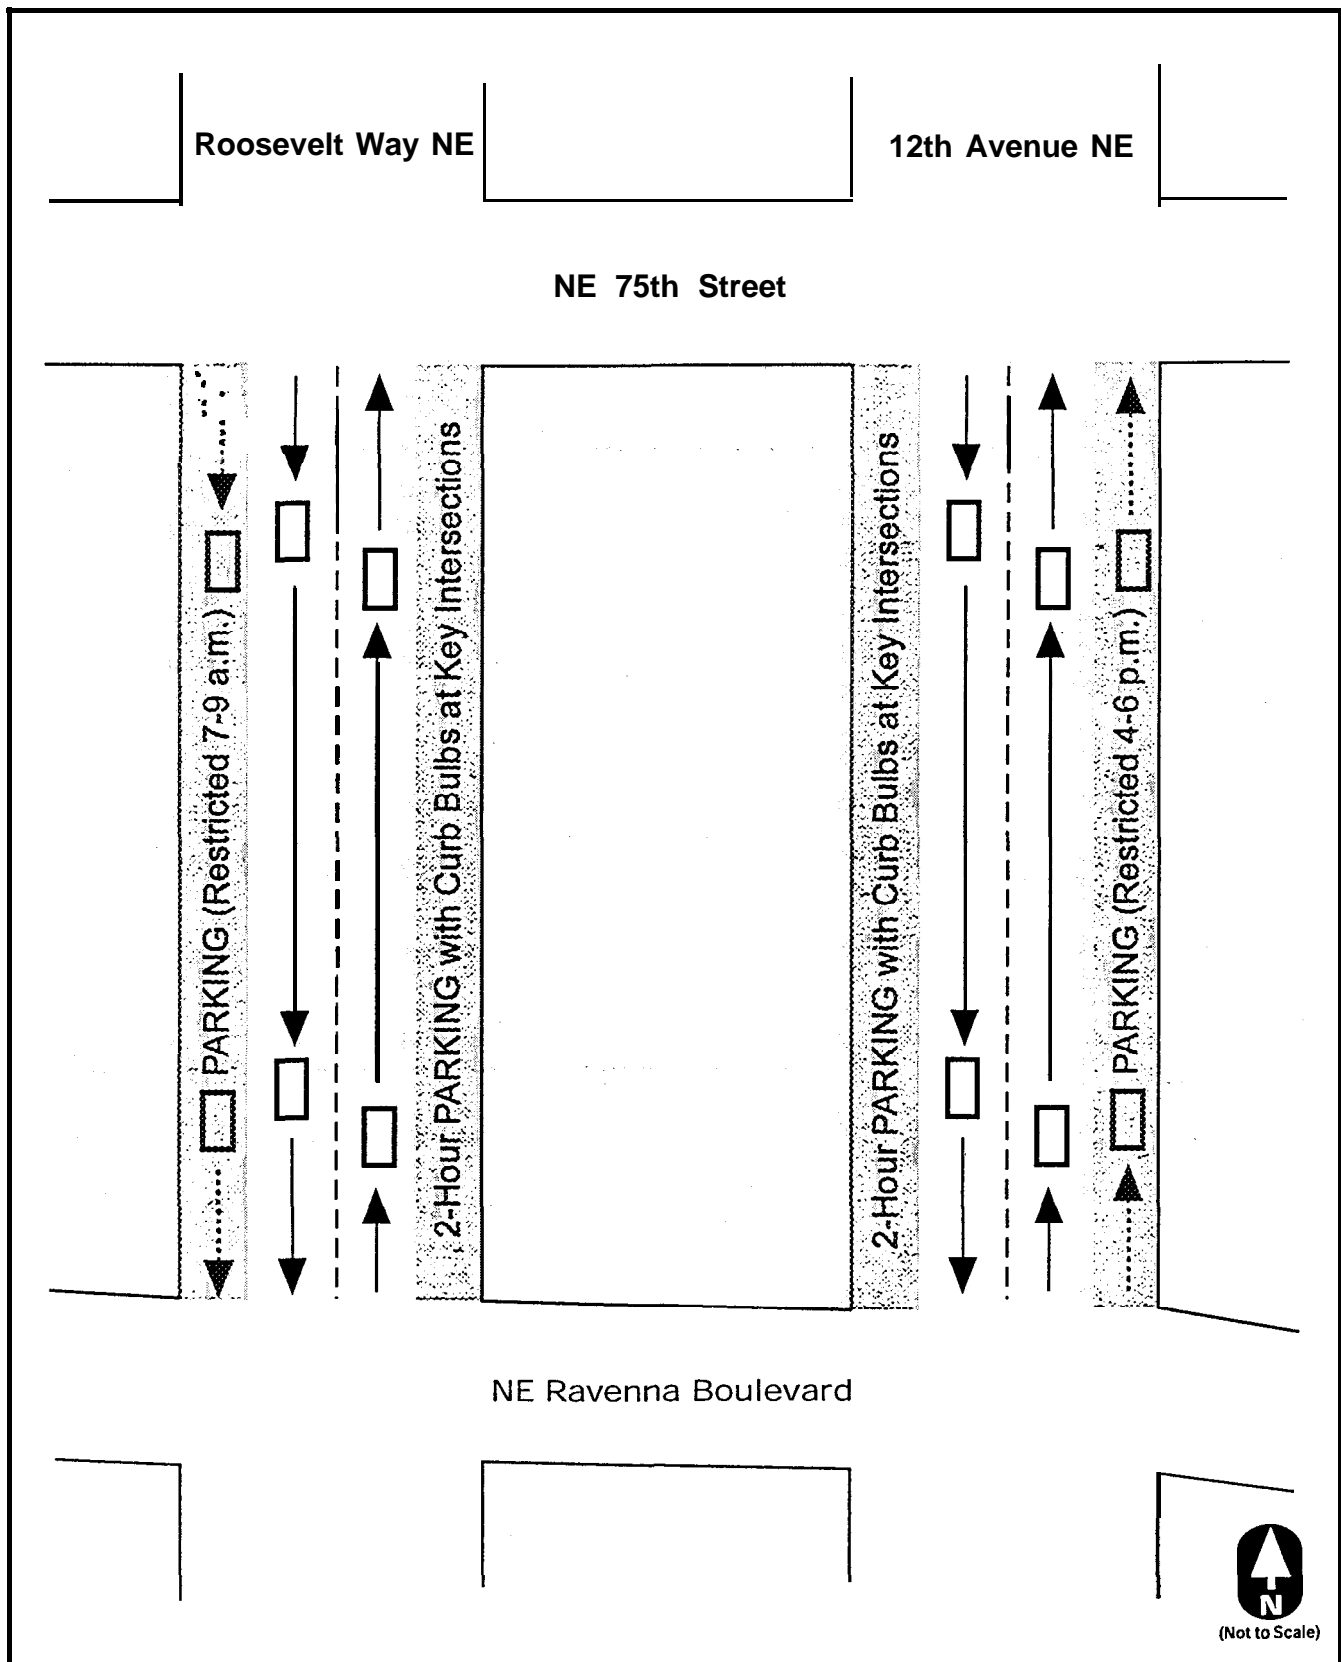 Roosevelt Way NE
12th Avenue NE
NE 75th Street
PARKING (Restricted 7-9 a.m.)
2-Hour PARKING with Curb Bulbs at Key Intersections
2-Hour PARKING with Curb Bulbs at Key Intersections
PARKING (Restricted 4-6 p.m.)
NE Ravenna Boulevard
N
(Not to Scale)